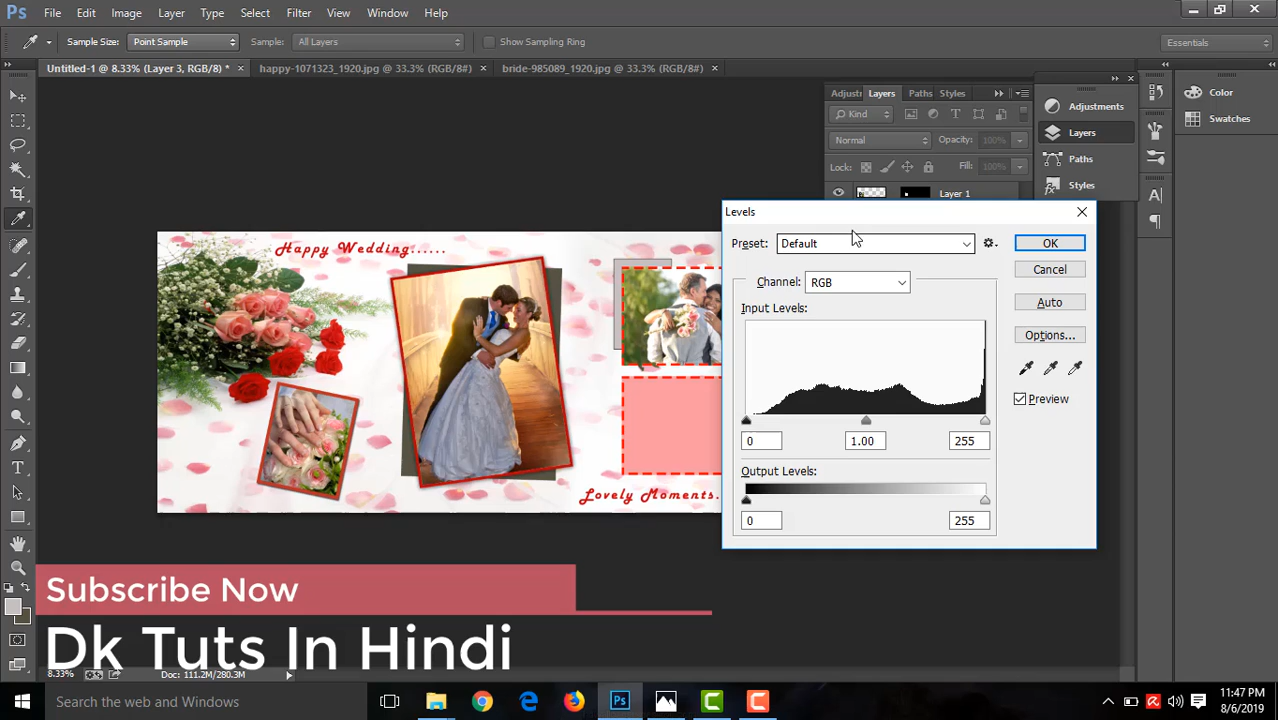 Ps File Edit Image Layer Type Select Filter View Window Help
Sample Size: Point Sample Sample: All Layers Show Sampling Ring Essentials
Untitled-1 @ 8.33% (Layer 3, RGB/8) * × happy-1071323_1920.jpg @ 33.3% (RGB/8#) × bride-985089_1920.jpg @ 33.3% (RGB/8#) ×
Adjustr Layers Paths Styles
Color
Kind
Adjustments
Swatches
Normal Opacity: 100%
Layers
Lock: Fill: 100%
Paths
Layer 1
Styles
Levels
Preset: Default OK
Happy Wedding......
Cancel
Channel: RGB
Auto
Input Levels:
Options...
Preview
0 1.00 255
Output Levels:
Lovely Moments.
0 255
Subscribe Now
Dk Tuts In Hindi
8.33% Doc: 111.2M/280.3M
Search the web and Windows
Ps
11:47 PM
8/6/2019